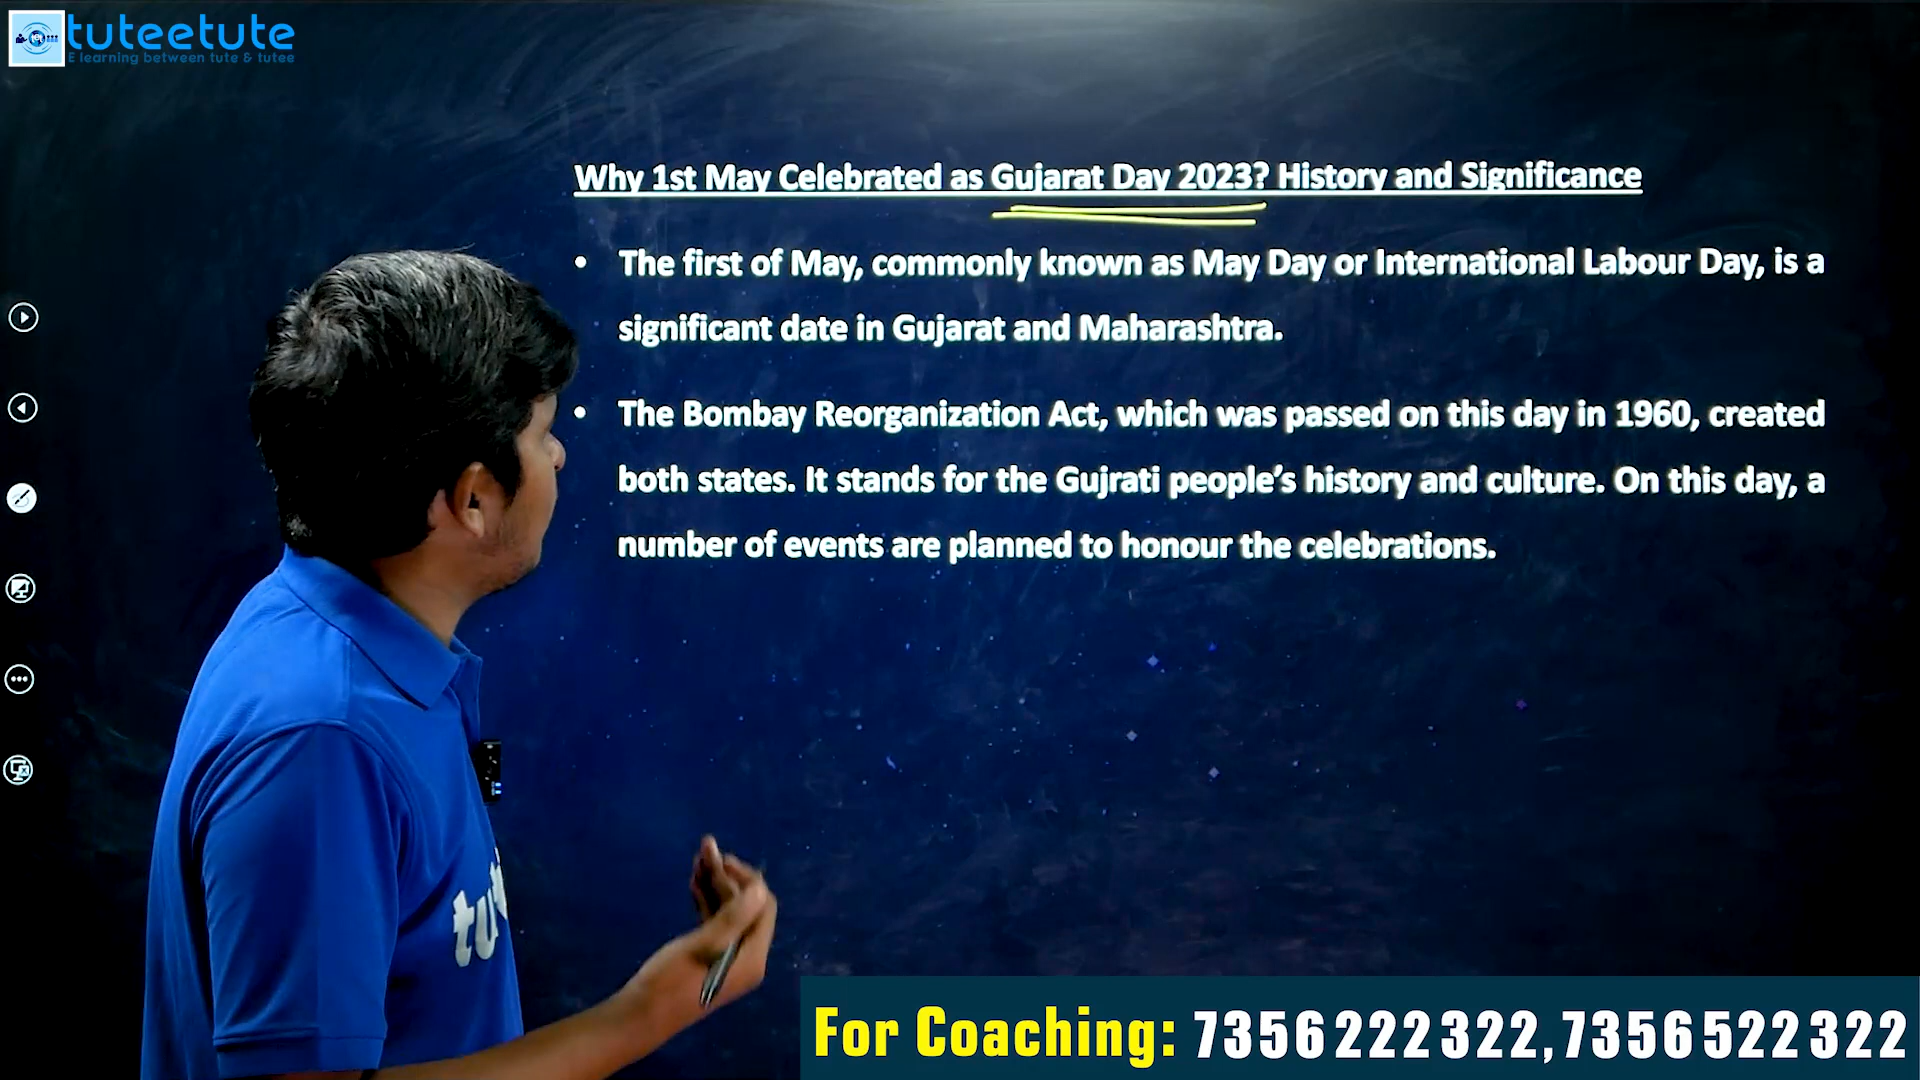 tuteetute
E learning between tute & tutee
Why 1st May Celebrated as Gujarat Day 2023? History and Significance
• The first of May, commonly known as May Day or International Labour Day, is a
significant date in Gujarat and Maharashtra.
• The Bombay Reorganization Act, which was passed on this day in 1960, created
both states. It stands for the Gujrati people’s history and culture. On this day, a
number of events are planned to honour the celebrations.
For Coaching: 7356222322,7356522322